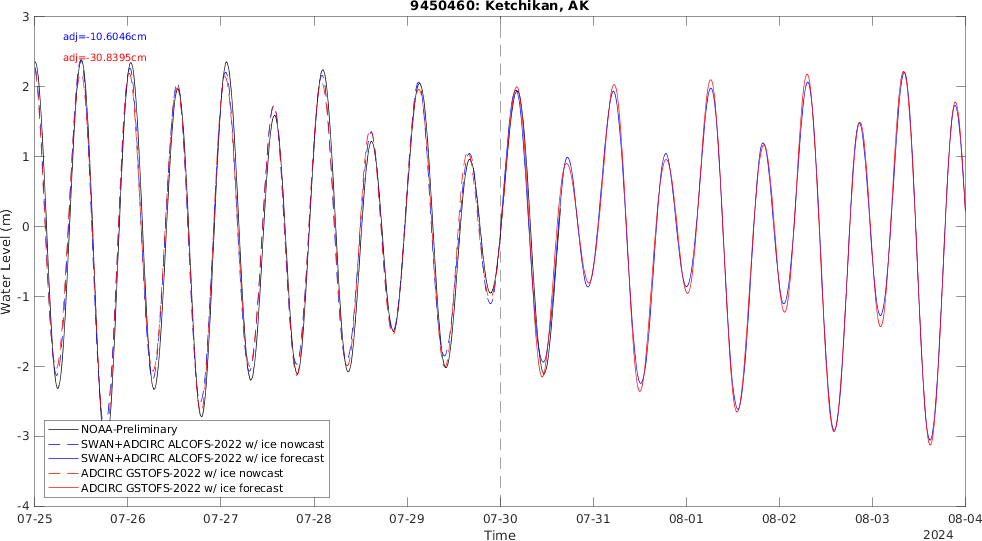 9450460: Ketchikan, AK
adj=-10.6046cm
adj=-30.8395cm
3
2
1
0
-1
-2
-3
-4
Water Level (m)
NOAA-Preliminary
SWAN+ADCIRC ALCOFS-2022 w/ ice nowcast
SWAN+ADCIRC ALCOFS-2022 w/ ice forecast
ADCIRC GSTOFS-2022 w/ ice nowcast
ADCIRC GSTOFS-2022 w/ ice forecast
07-25 07-26 07-27 07-28 07-29 07-30 07-31 08-01 08-02 08-03 08-04
Time
2024